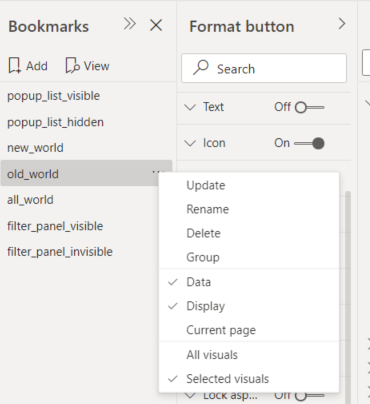 Bookmarks
Add
View
popup_list_visible
popup_list_hidden
new_world
old_world
all_world
filter_panel_visible
filter_panel_invisible
Format button
Search
Text Off
Icon On
Update
Rename
Delete
Group
Data
Display
Current page
All visuals
Selected visuals
Lock asp... Off